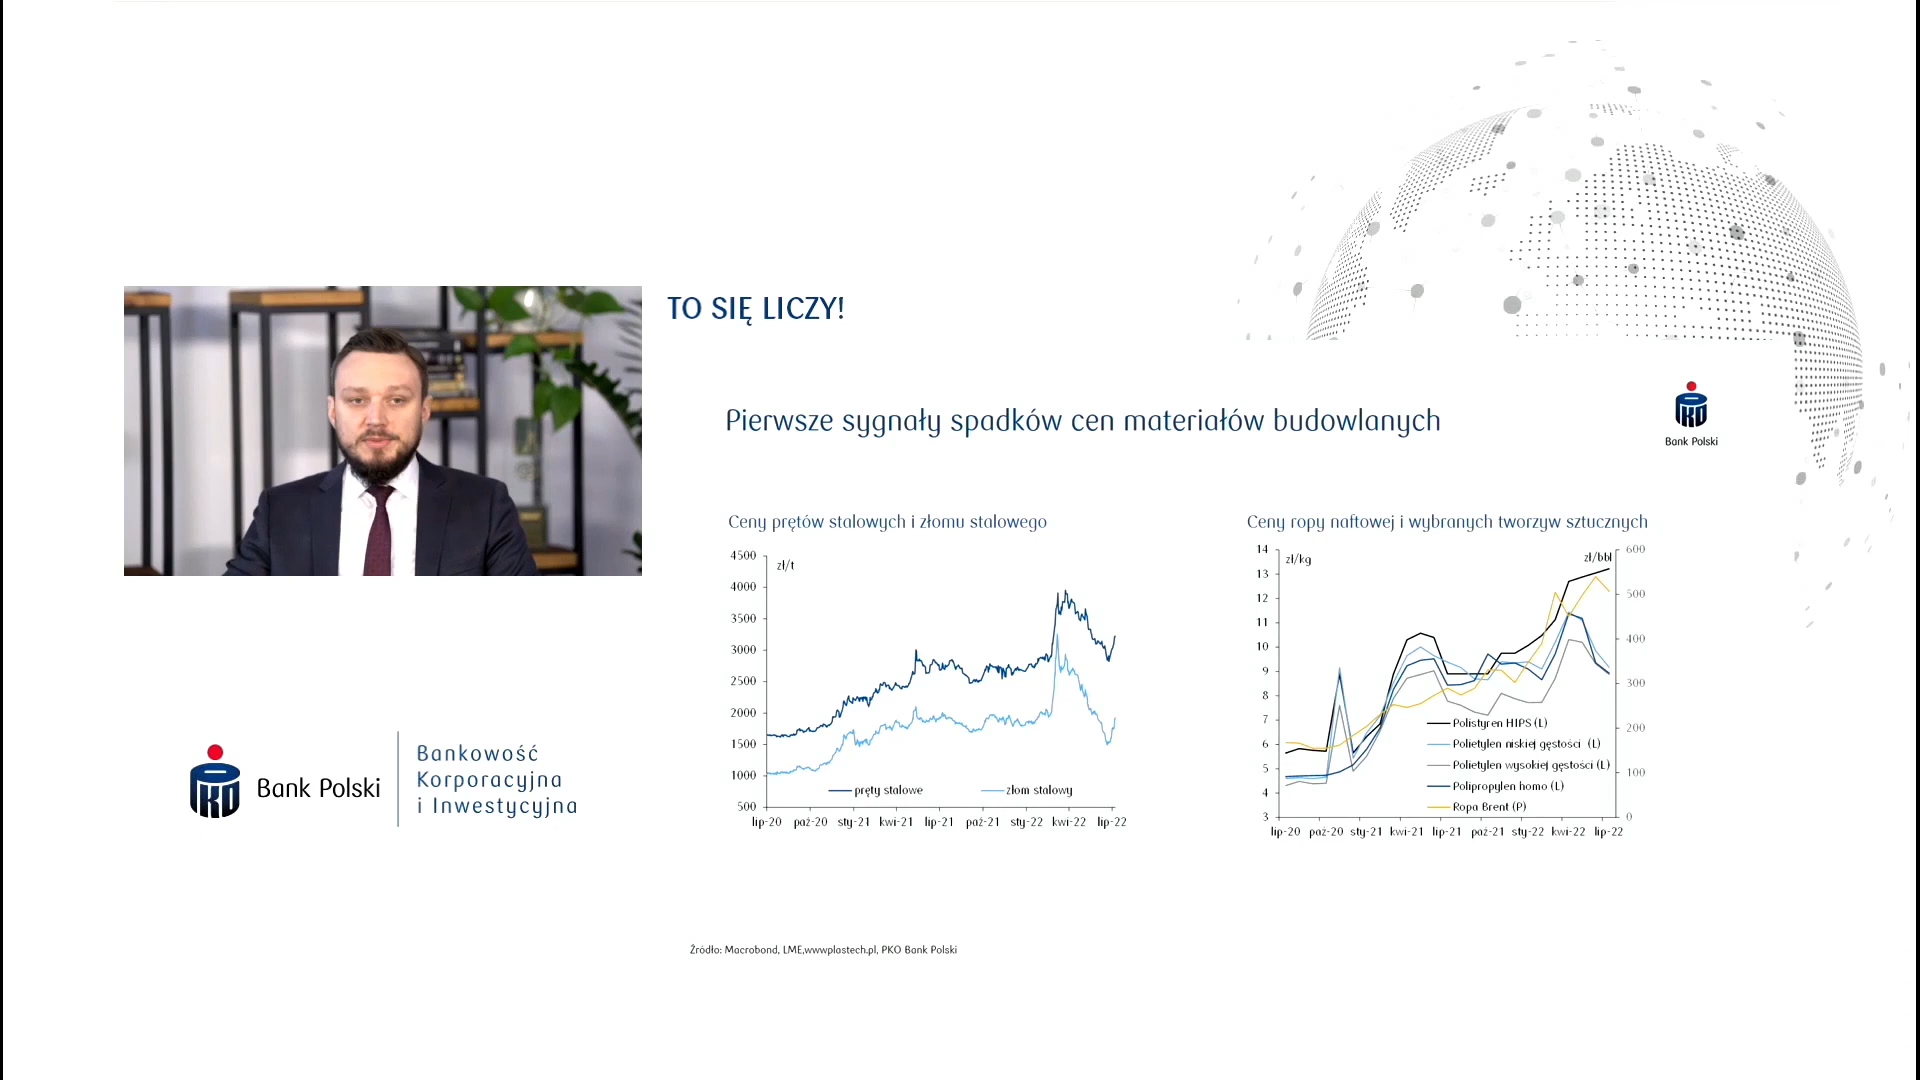 TO SIĘ LICZY!
Pierwsze sygnały spadków cen materiałów budowlanych
PKO
Bank Polski
Ceny prętów stalowych i złomu stalowego
4500
4000
3500
3000
2500
2000
1500
1000
500
zł/t
pręty stalowe
złom stalowy
lip-20 paź-20 sty-21 kwi-21 lip-21 paź-21 sty-22 kwi-22 lip-22
Ceny ropy naftowej i wybranych tworzyw sztucznych
14
13
12
11
10
9
8
7
6
5
4
3
zł/kg
zł/bbl
600
500
400
300
200
100
0
Polistyren HIPS (L)
Polietylen niskiej gęstości (L)
Polietylen wysokiej gęstości (L)
Polipropylen homo (L)
Ropa Brent (P)
lip-20 paź-20 sty-21 kwi-21 lip-21 paź-21 sty-22 kwi-22 lip-22
PKO
Bank Polski
Bankowość
Korporacyjna
i Inwestycyjna
Źródło: Macrobond, LME,wwwplastech.pl, PKO Bank Polski